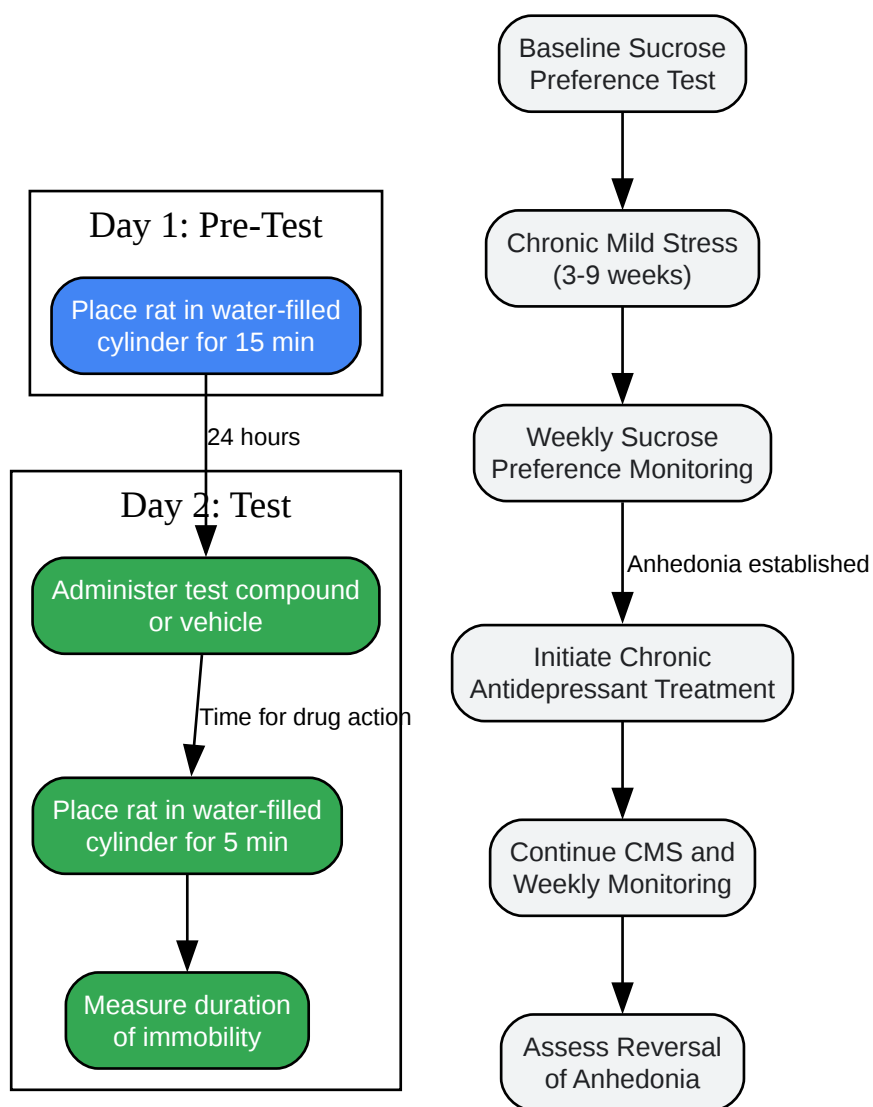 Day 1: Pre-Test
Place rat in water-filled
cylinder for 15 min
24 hours
Day 2: Test
Administer test compound
or vehicle
Time for drug action
Place rat in water-filled
cylinder for 5 min
Measure duration
of immobility
Baseline Sucrose
Preference Test
Chronic Mild Stress
(3-9 weeks)
Weekly Sucrose
Preference Monitoring
Anhedonia established
Initiate Chronic
Antidepressant Treatment
Continue CMS and
Weekly Monitoring
Assess Reversal
of Anhedonia